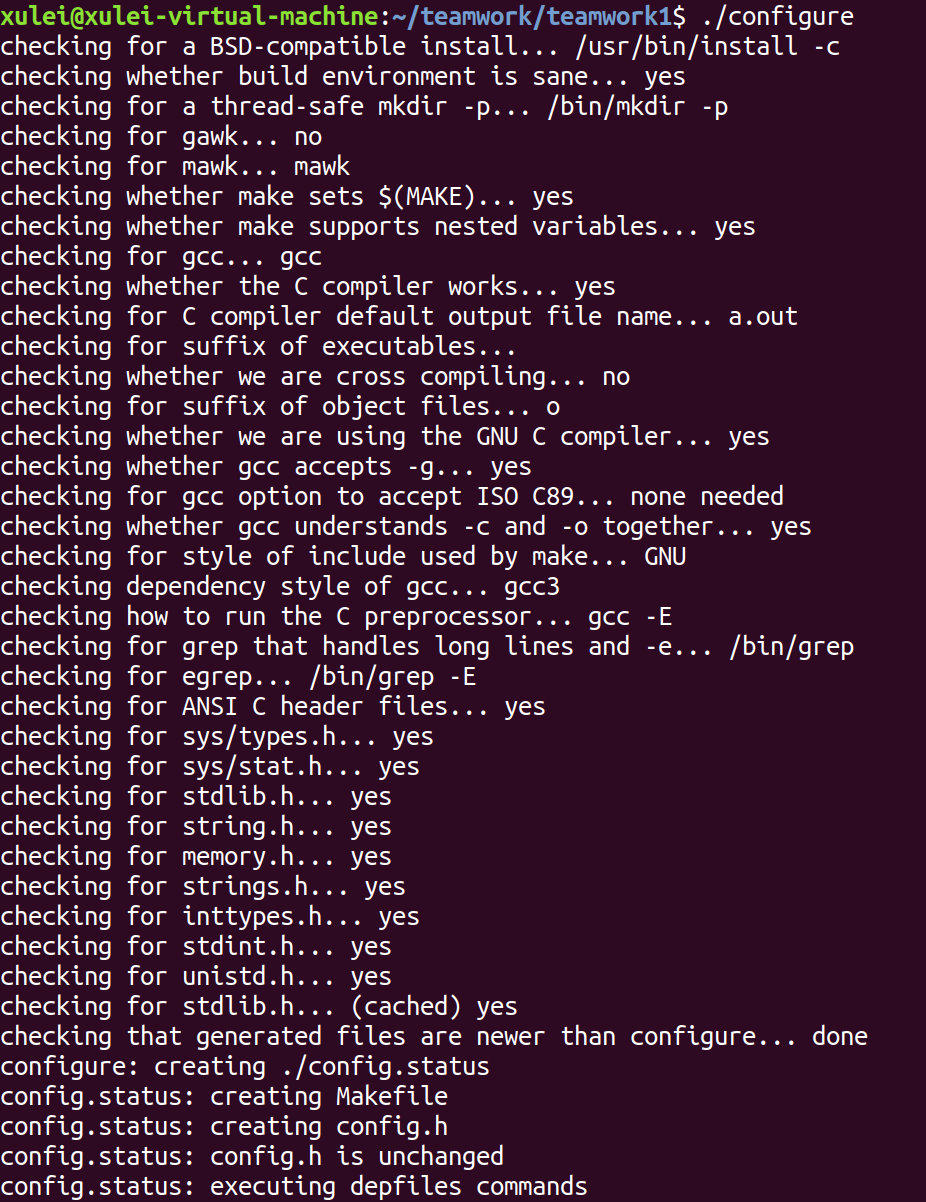 xulei@xulei-virtual-machine:~/teamwork/teamwork1$ ./configure
checking for a BSD-compatible install... /usr/bin/install -c
checking whether build environment is sane... yes
checking for a thread-safe mkdir -p... /bin/mkdir -p
checking for gawk... no
checking for mawk... mawk
checking whether make sets $(MAKE)... yes
checking whether make supports nested variables... yes
checking for gcc... gcc
checking whether the C compiler works... yes
checking for C compiler default output file name... a.out
checking for suffix of executables...
checking whether we are cross compiling... no
checking for suffix of object files... o
checking whether we are using the GNU C compiler... yes
checking whether gcc accepts -g... yes
checking for gcc option to accept ISO C89... none needed
checking whether gcc understands -c and -o together... yes
checking for style of include used by make... GNU
checking dependency style of gcc... gcc3
checking how to run the C preprocessor... gcc -E
checking for grep that handles long lines and -e... /bin/grep
checking for egrep... /bin/grep -E
checking for ANSI C header files... yes
checking for sys/types.h... yes
checking for sys/stat.h... yes
checking for stdlib.h... yes
checking for string.h... yes
checking for memory.h... yes
checking for strings.h... yes
checking for inttypes.h... yes
checking for stdint.h... yes
checking for unistd.h... yes
checking for stdlib.h... (cached) yes
checking that generated files are newer than configure... done
configure: creating ./config.status
config.status: creating Makefile
config.status: creating config.h
config.status: config.h is unchanged
config.status: executing depfiles commands